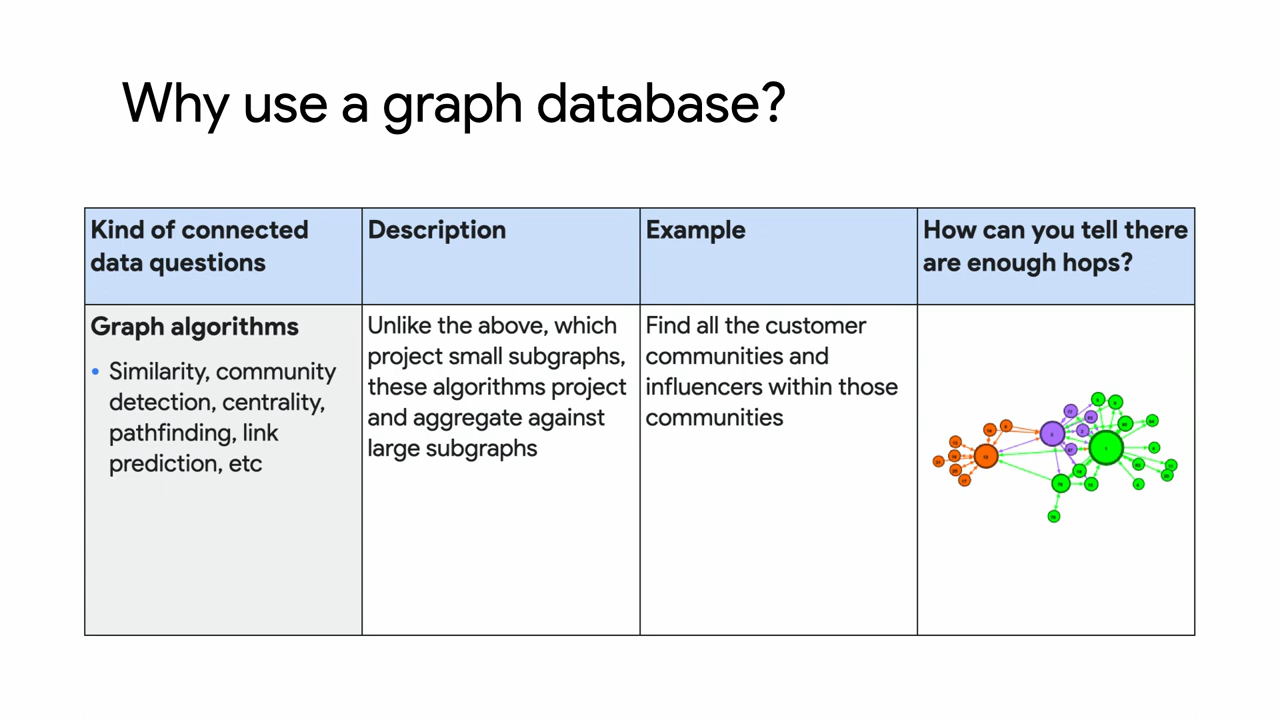 Why use a graph database?
Kind of connected
data questions
Description
Example
How can you tell there
are enough hops?
Graph algorithms
• Similarity, community
detection, centrality,
pathfinding, link
prediction, etc
Unlike the above, which
project small subgraphs,
these algorithms project
and aggregate against
large subgraphs
Find all the customer
communities and
influencers within those
communities